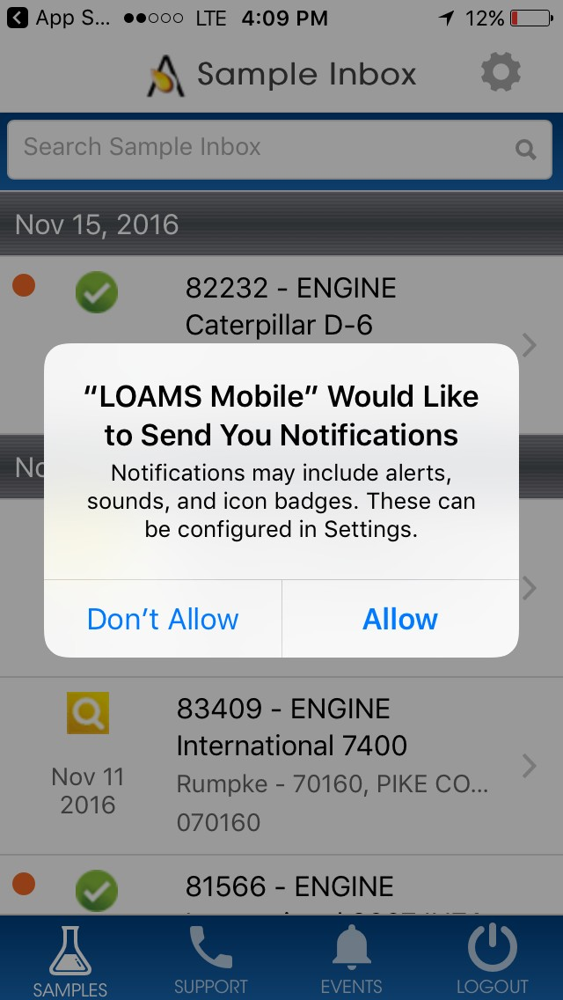 App S... LTE 4:09 PM 12%
Sample Inbox
Search Sample Inbox
Nov 15, 2016
82232 - ENGINE
Caterpillar D-6
“LOAMS Mobile” Would Like
to Send You Notifications
Notifications may include alerts,
sounds, and icon badges. These can
be configured in Settings.
Don’t Allow Allow
83409 - ENGINE
International 7400
Nov 11
2016
Rumpke - 70160, PIKE CO...
070160
81566 - ENGINE
SAMPLES SUPPORT EVENTS LOGOUT